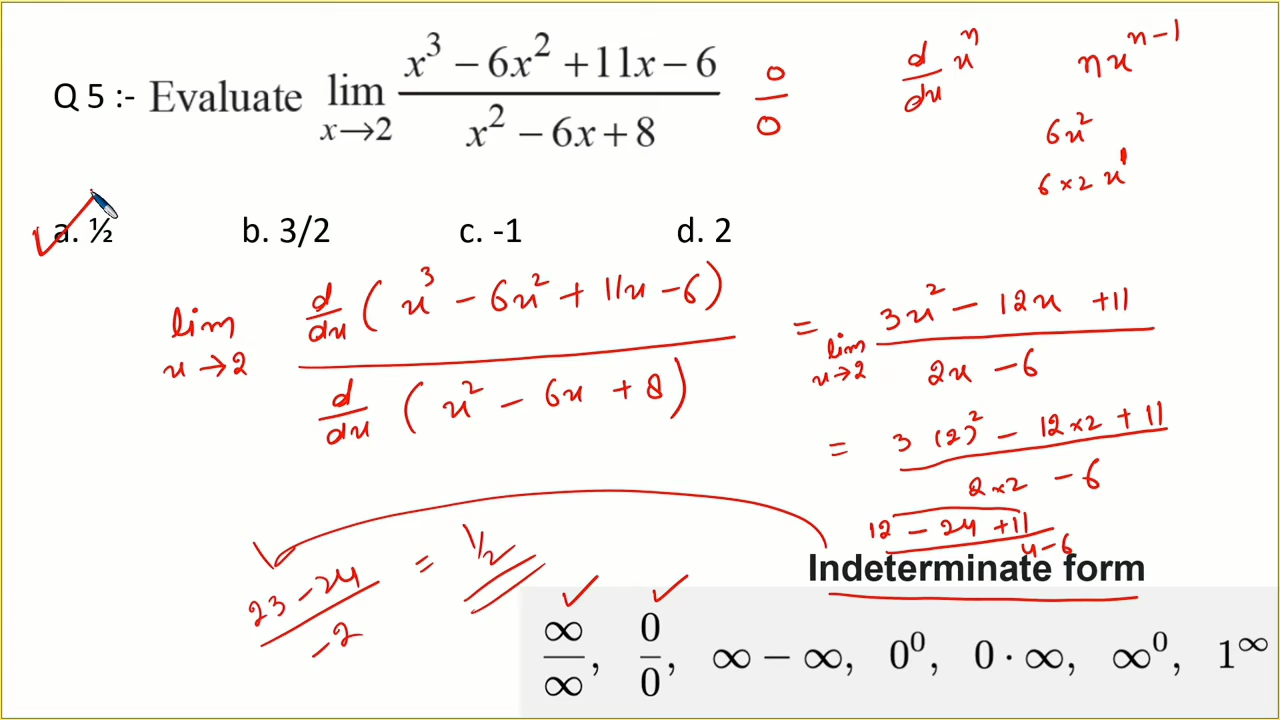 Q 5 :- Evaluate lim x→2 (x³ − 6x² + 11x − 6) / (x² − 6x + 8)
0/0
d/dx xⁿ
nxⁿ⁻¹
6x²
6×2 x¹
a. ½ b. 3/2 c. -1 d. 2
lim x→2 d/dx (x³ − 6x² + 11x − 6) / d/dx (x² − 6x + 8)
= lim x→2 (3x² − 12x + 11) / (2x − 6)
= (3(2)² − 12×2 + 11) / (2×2 − 6)
(12 − 24 + 11) / (4 − 6)
(23 − 24) / −2 = 1/2
Indeterminate form
∞/∞, 0/0, ∞ − ∞, 0⁰, 0 · ∞, ∞⁰, 1^∞